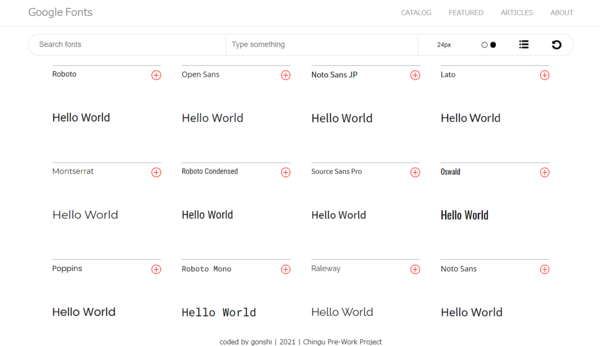 Google Fonts
CATALOG FEATURED ARTICLES ABOUT
Search fonts Type something 24px
Roboto Open Sans Noto Sans JP Lato
Hello World Hello World Hello World Hello World
Montserrat Roboto Condensed Source Sans Pro Oswald
Hello World Hello World Hello World Hello World
Poppins Roboto Mono Raleway Noto Sans
Hello World Hello World Hello World Hello World
coded by gonshi | 2021 | Chingu Pre-Work Project